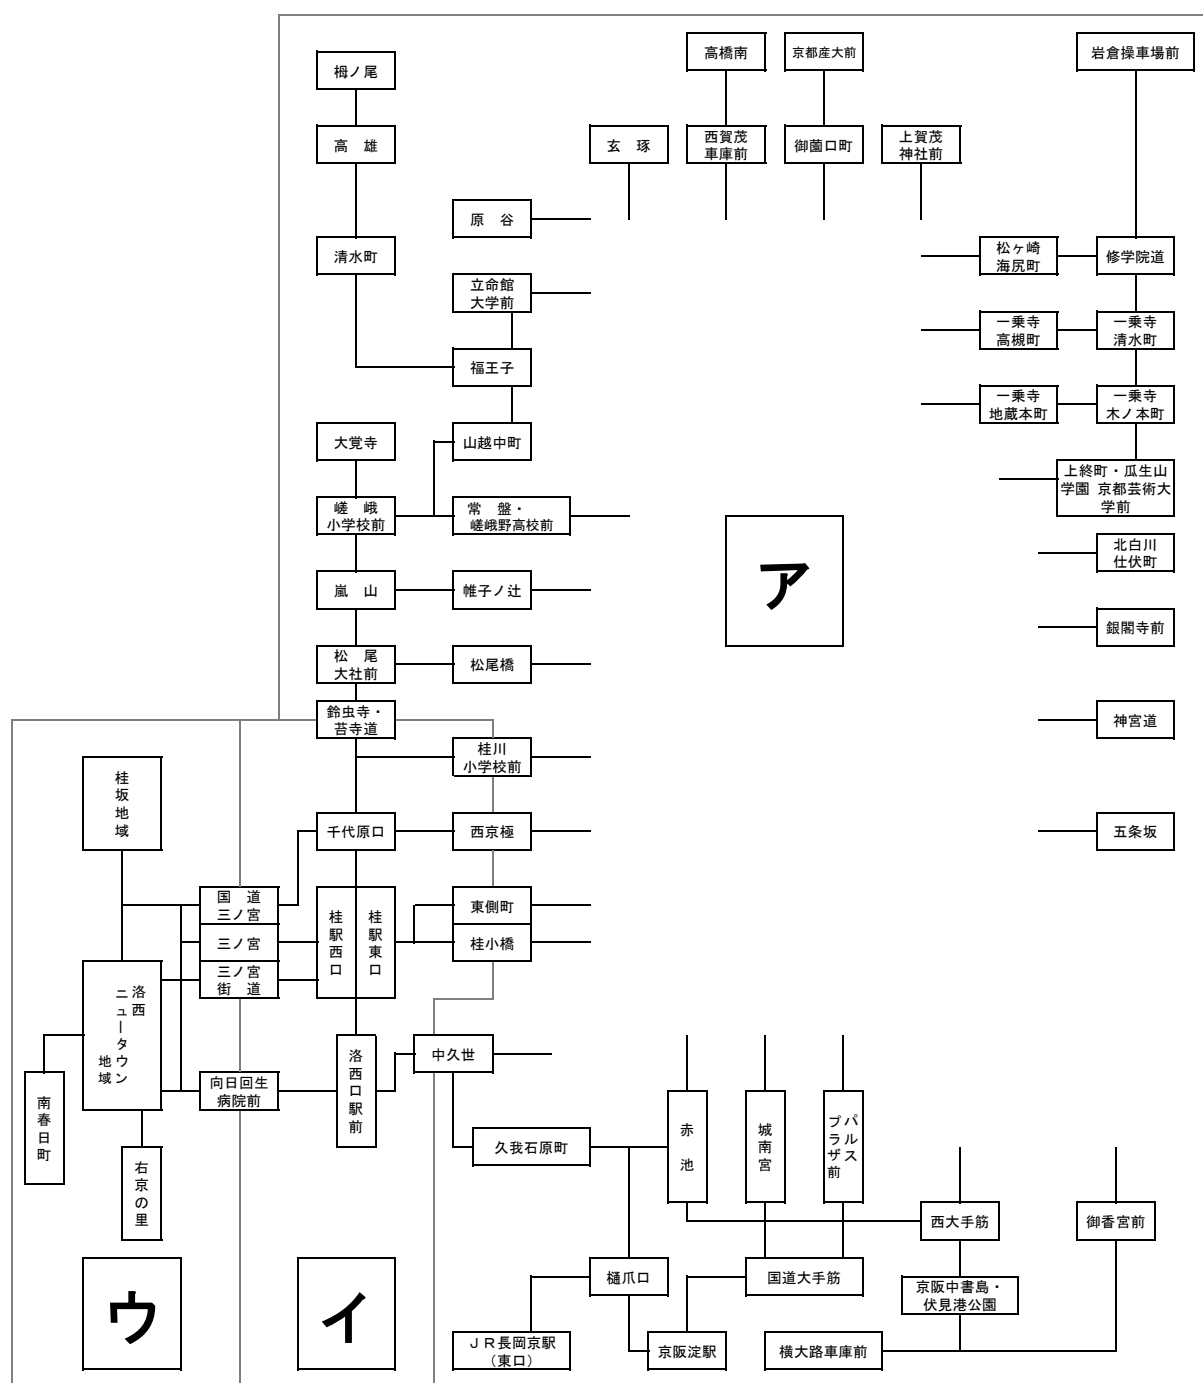 高橋南
京都産大前
岩倉操車場前
栂ノ尾
高　雄
玄　琢
西賀茂
車庫前
御薗口町
上賀茂
神社前
原　谷
清水町
松ヶ崎
海尻町
修学院道
立命館
大学前
一乗寺
高槻町
一乗寺
清水町
福王子
一乗寺
地蔵本町
一乗寺
木ノ本町
大覚寺
山越中町
上終町・瓜生山
学園 京都芸術大
学前
嵯　峨
小学校前
常　盤・
嵯峨野高校前
ア
北白川
仕伏町
嵐　山
帷子ノ辻
銀閣寺前
松　尾
大社前
松尾橋
鈴虫寺・
苔寺道
神宮道
桂川
小学校前
桂坂地域
千代原口
西京極
五条坂
国　道
三ノ宮
三ノ宮
三ノ宮
街　道
桂駅西口
桂駅東口
東側町
桂小橋
洛西
ニュータウン
地域
向日回生
病院前
洛西口駅前
中久世
南春日町
右京の里
久我石原町
赤　池
城南宮
パルス
プラザ前
西大手筋
御香宮前
樋爪口
国道大手筋
京阪中書島・
伏見港公園
ウ
イ
ＪＲ長岡京駅
（東口）
京阪淀駅
横大路車庫前